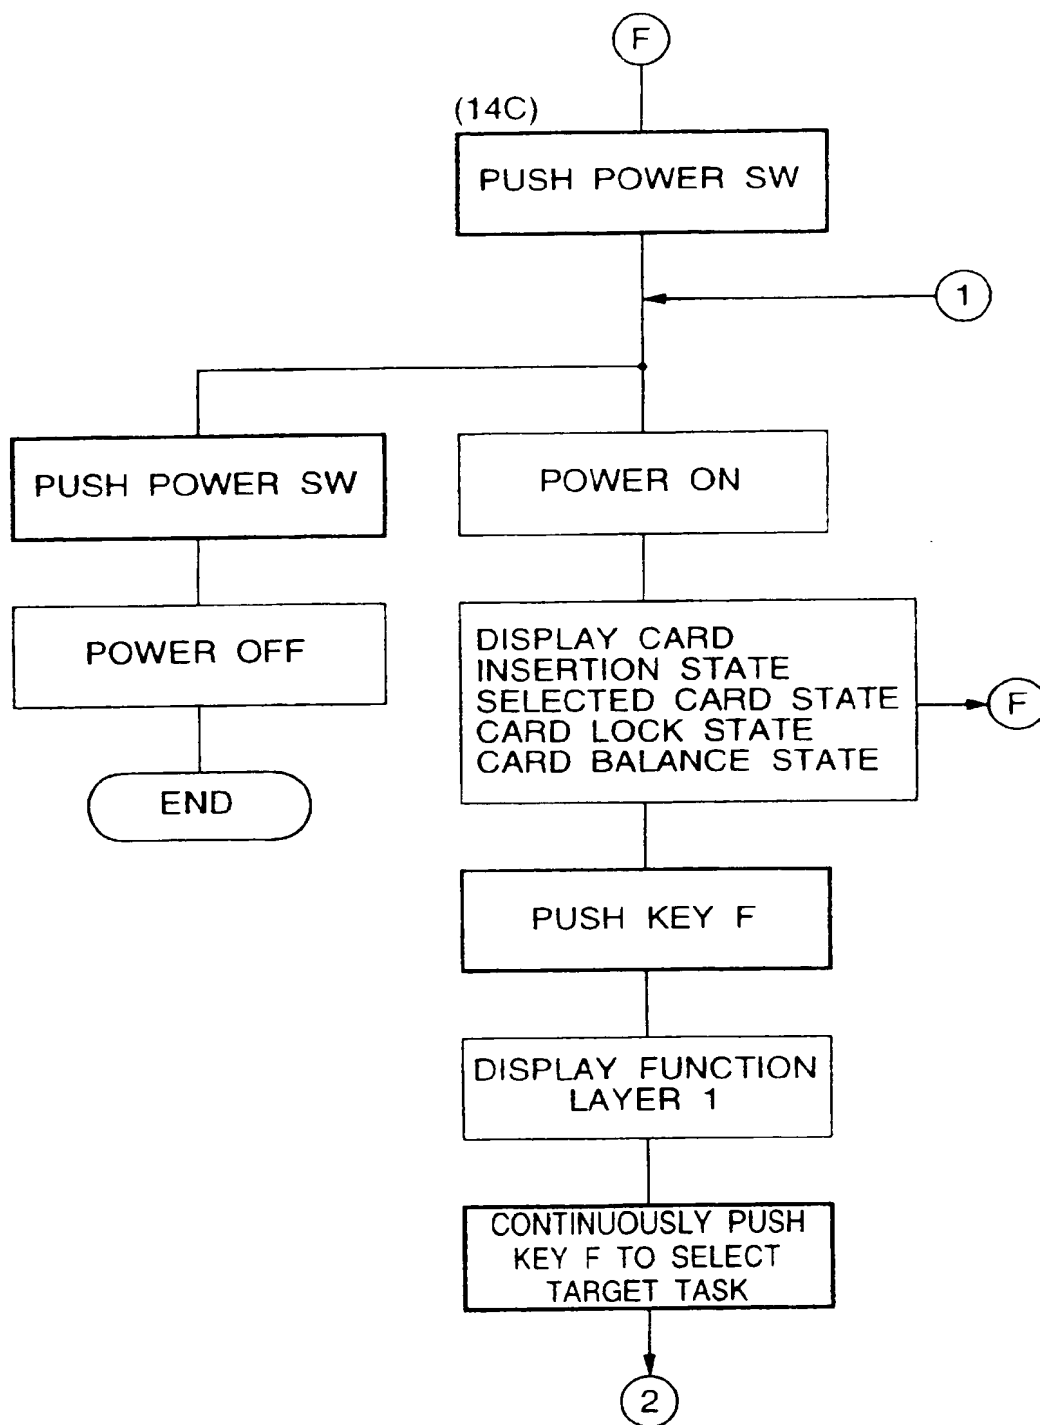 F
(14C)
PUSH POWER SW
1
PUSH POWER SW
POWER ON
POWER OFF
DISPLAY CARD
INSERTION STATE
SELECTED CARD STATE
CARD LOCK STATE
CARD BALANCE STATE
F
END
PUSH KEY F
DISPLAY FUNCTION
LAYER 1
CONTINUOUSLY PUSH
KEY F TO SELECT
TARGET TASK
2